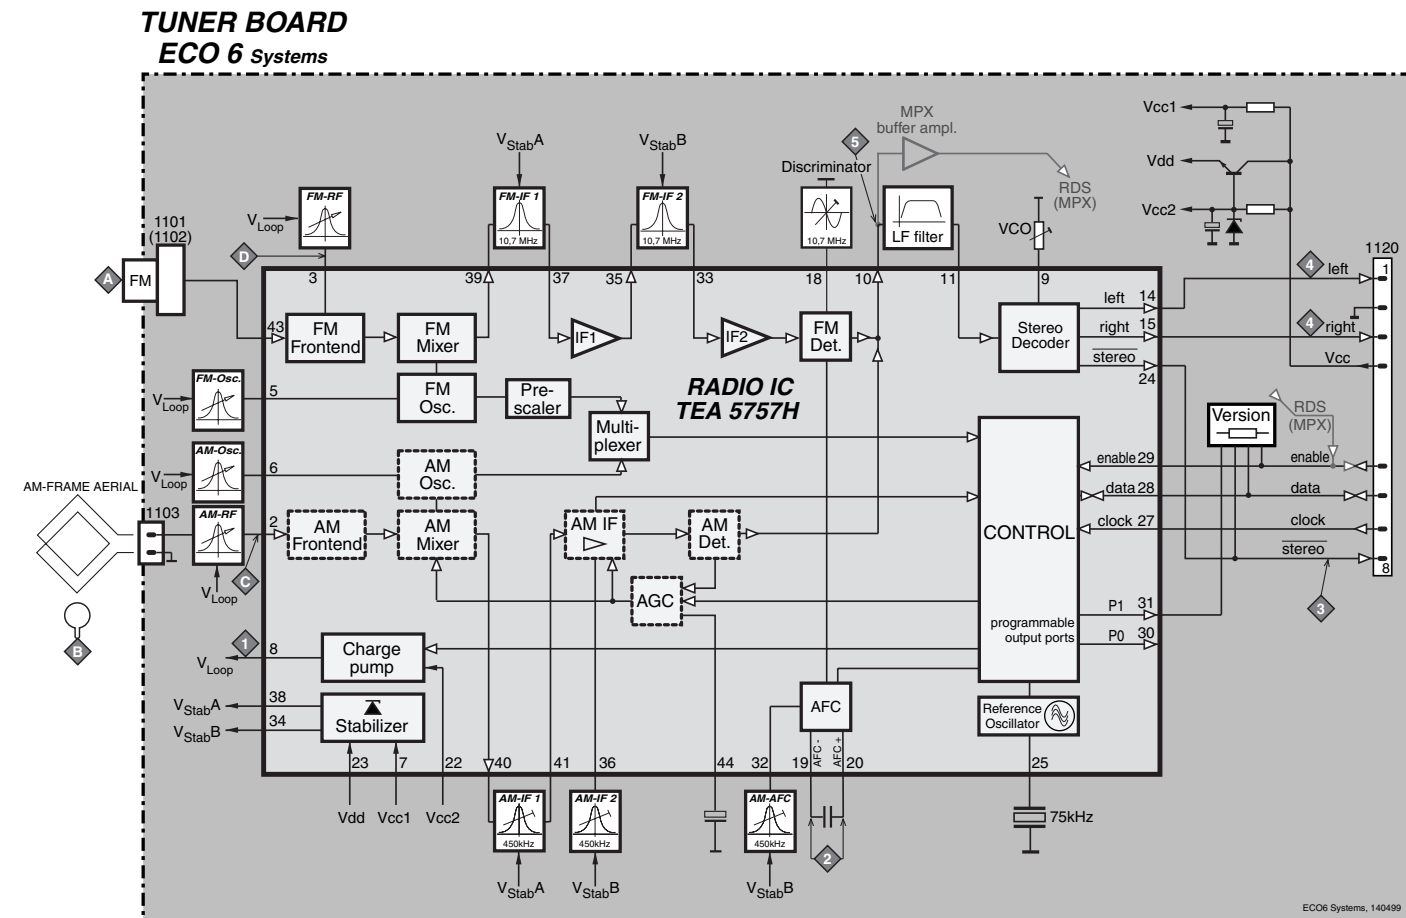 TUNER BOARD
ECO 6 Systems
Vcc1
MPX
buffer ampl.
5
VStabA
VStabB
Discriminator
Vdd
RDS
(MPX)
FM-RF
FM-IF 1
FM-IF 2
VLoop
1101
(1102)
10,7 MHz
10,7 MHz
10,7 MHz
LF filter
VCO
Vcc2
1120
D
A
FM
3
39
37
35
33
18
10
11
9
4
left
1
43
FM
Frontend
FM
Mixer
IF1
IF2
FM
Det.
Stereo
Decoder
left
14
right
15
stereo
24
4
right
Vcc
FM-Osc.
VLoop
5
FM
Osc.
Pre-
scaler
Multi-
plexer
RADIO IC
TEA 5757H
Version
RDS
(MPX)
AM-Osc.
VLoop
6
AM
Osc.
enable
29
enable
AM-FRAME AERIAL
1103
AM-RF
2
AM
Frontend
AM
Mixer
AM IF
AM
Det.
CONTROL
data
28
data
clock
27
clock
stereo
8
VLoop
C
AGC
programmable
output ports
P1
31
P0
30
3
B
1
8
VLoop
Charge
pump
38
VStabA
34
VStabB
Stabilizer
AFC
Reference
Oscillator
23
7
22
40
41
36
44
32
19
AFC -
AFC +
20
25
Vdd
Vcc1
Vcc2
AM-IF 1
450kHz
AM-IF 2
450kHz
AM-AFC
450kHz
2
75kHz
VStabA
VStabB
VStabB
ECO6 Systems, 140499